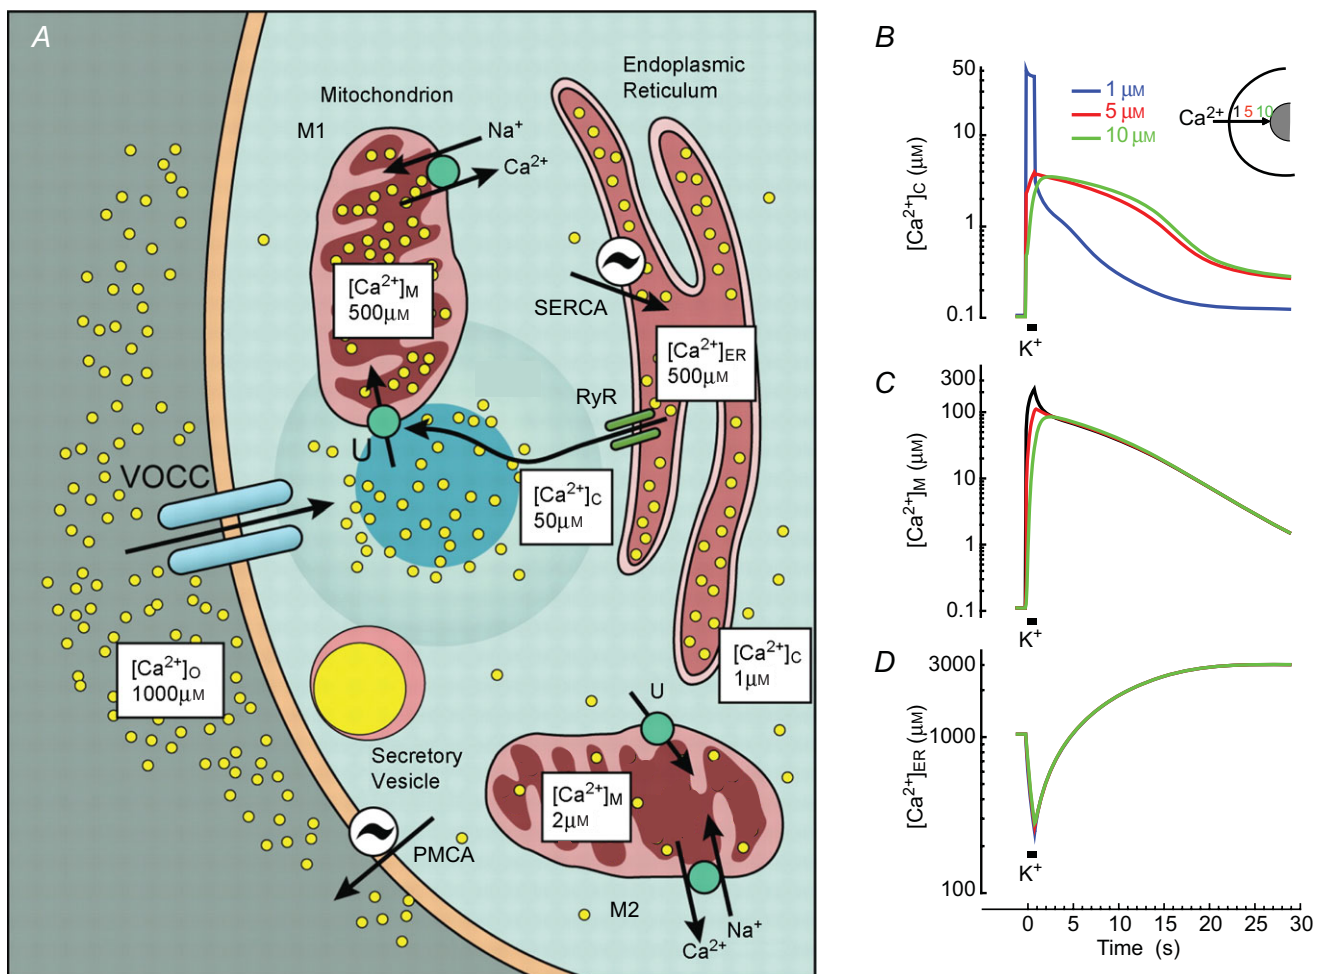 A
Mitochondrion
M1
Na⁺
Ca²⁺
Endoplasmic
Reticulum
[Ca²⁺]M
500µM
SERCA
[Ca²⁺]ER
500µM
RyR
U
VOCC
[Ca²⁺]C
50µM
[Ca²⁺]O
1000µM
[Ca²⁺]C
1µM
Secretory
Vesicle
U
[Ca²⁺]M
2µM
PMCA
M2
Ca²⁺
Na⁺
B
[Ca²⁺]C (µM)
50
10
1
0.1
1 µM
5 µM
10 µM
Ca²⁺
1 5 10
K⁺
C
[Ca²⁺]M (µM)
300
100
10
1
0.1
K⁺
D
[Ca²⁺]ER (µM)
3000
1000
100
K⁺
0 5 10 15 20 25 30
Time (s)